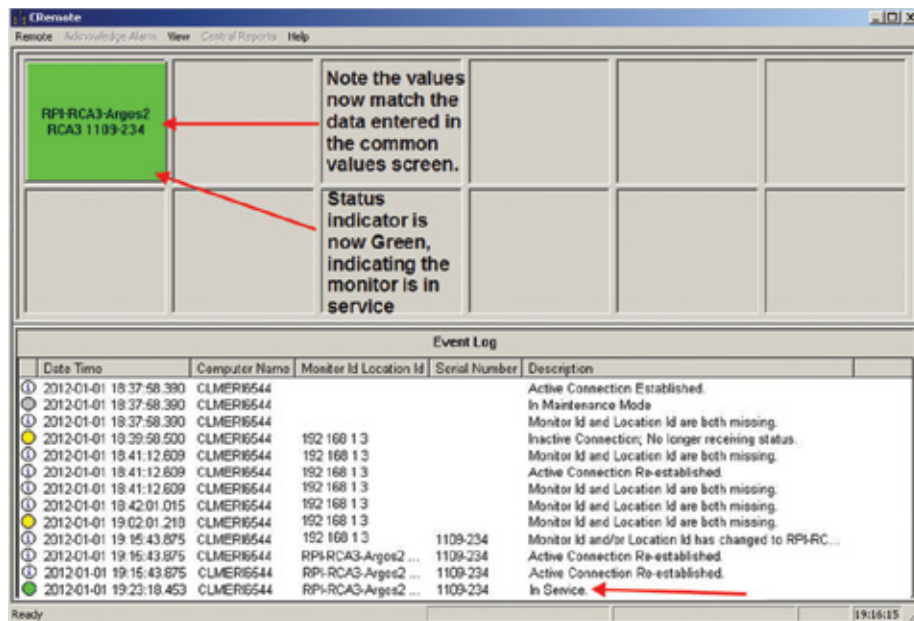 CRemote
Remote Acknowledge Alarm View Central Reports Help
RPI-RCA3-Argos2
RCA3 1109-234
Note the values
now match the
data entered in
the common
values screen.
Status
indicator is
now Green,
indicating the
monitor is in
service
Event Log
Date Time Computer Name Monitor Id Location Id Serial Number Description
2012-01-01 18:37:58.390 CLMERI6544 Active Connection Established.
2012-01-01 18:37:58.390 CLMERI6544 In Maintenance Mode
2012-01-01 18:37:58.390 CLMERI6544 Monitor Id and Location Id are both missing.
2012-01-01 18:39:58.500 CLMERI6544 192 168 1 3 Inactive Connection; No longer receiving status.
2012-01-01 18:41:12.609 CLMERI6544 192 168 1 3 Monitor Id and Location Id are both missing.
2012-01-01 18:41:12.609 CLMERI6544 192 168 1 3 Active Connection Re-established.
2012-01-01 18:41:12.609 CLMERI6544 192 168 1 3 Monitor Id and Location Id are both missing.
2012-01-01 18:42:01.015 CLMERI6544 192 168 1 3 Monitor Id and Location Id are both missing.
2012-01-01 19:02:01.218 CLMERI6544 192 168 1 3 Monitor Id and Location Id are both missing.
2012-01-01 19:15:43.875 CLMERI6544 192 168 1 3 1109-234 Monitor Id and/or Location Id has changed to RPI-RC...
2012-01-01 19:16:43.875 CLMERI6544 RPI-RCA3-Argos2 ... 1109-234 Active Connection Re-established.
2012-01-01 19:16:43.875 CLMERI6544 RPI-RCA3-Argos2 ... 1109-234 Active Connection Re-established.
2012-01-01 19:23:18.453 CLMERI6544 RPI-RCA3-Argos2 ... 1109-234 In Service.
Ready 19:16:15